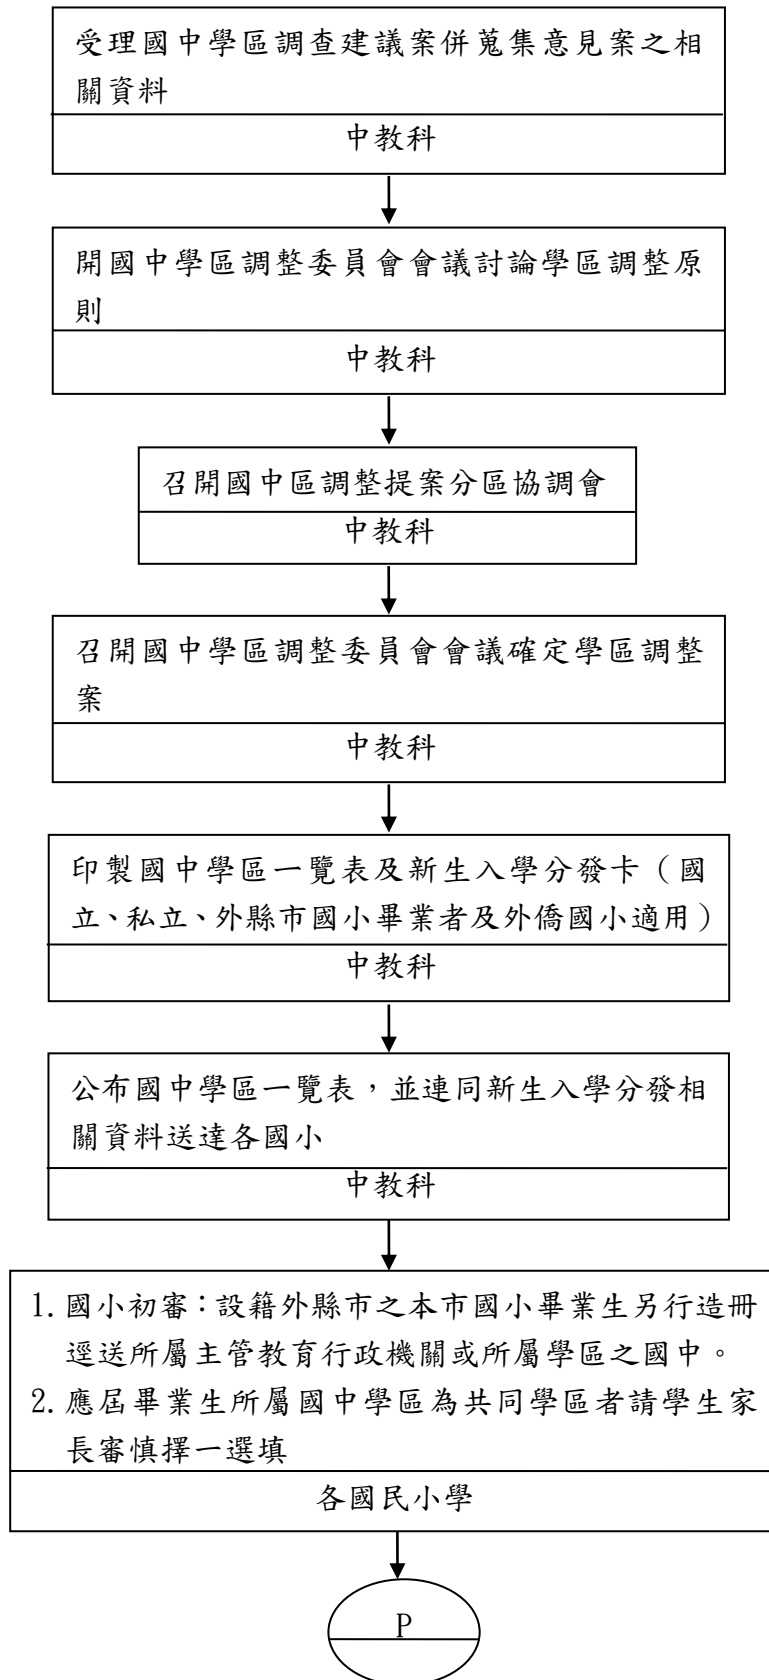 受理國中學區調查建議案併蒐集意見案之相
關資料
中教科
開國中學區調整委員會會議討論學區調整原
則
中教科
召開國中區調整提案分區協調會
中教科
召開國中學區調整委員會會議確定學區調整
案
中教科
印製國中學區一覽表及新生入學分發卡（國
立、私立、外縣市國小畢業者及外僑國小適用）
中教科
公布國中學區一覽表，並連同新生入學分發相
關資料送達各國小
中教科
1. 國小初審：設籍外縣市之本市國小畢業生另行造冊
逕送所屬主管教育行政機關或所屬學區之國中。
2. 應屆畢業生所屬國中學區為共同學區者請學生家
長審慎擇一選填
各國民小學
P